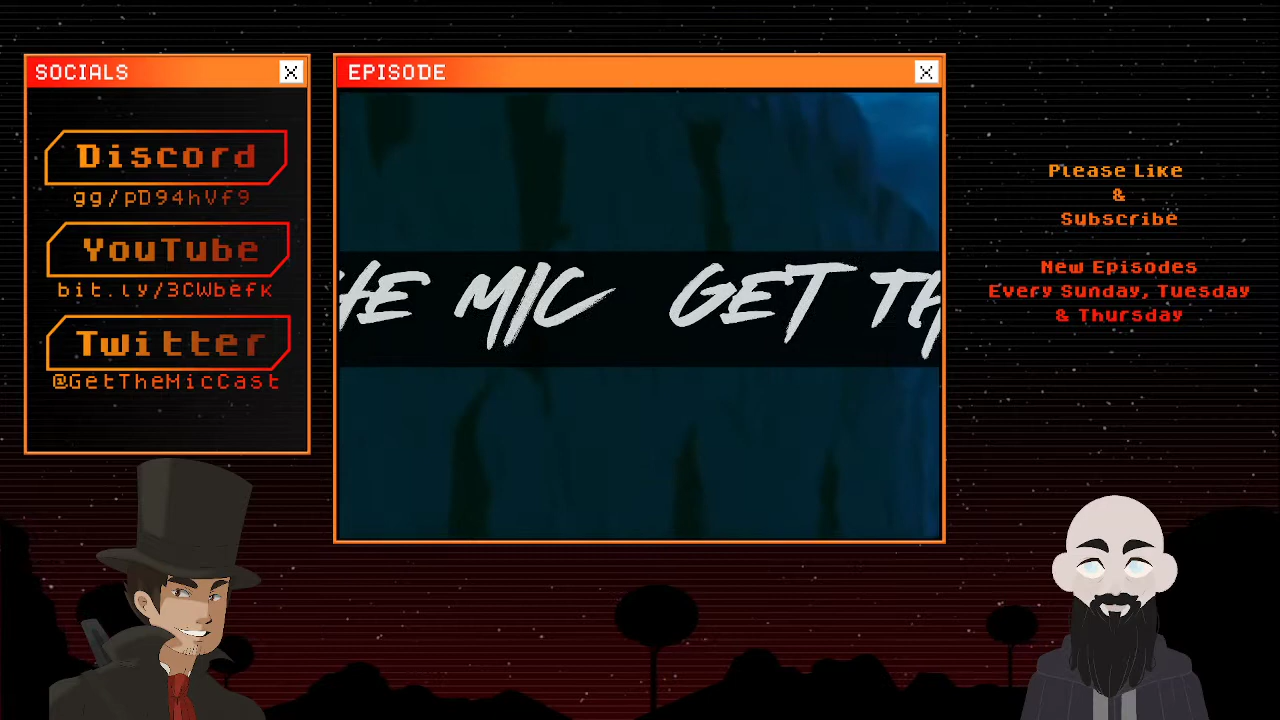 SOCIALS
Discord
gg/pD94hVf9
YouTube
bit.ly/3CWbefK
Twitter
@GetTheMicCast
EPISODE
HE MIC GET TH
Please Like
&
Subscribe
New Episodes
Every Sunday, Tuesday
& Thursday